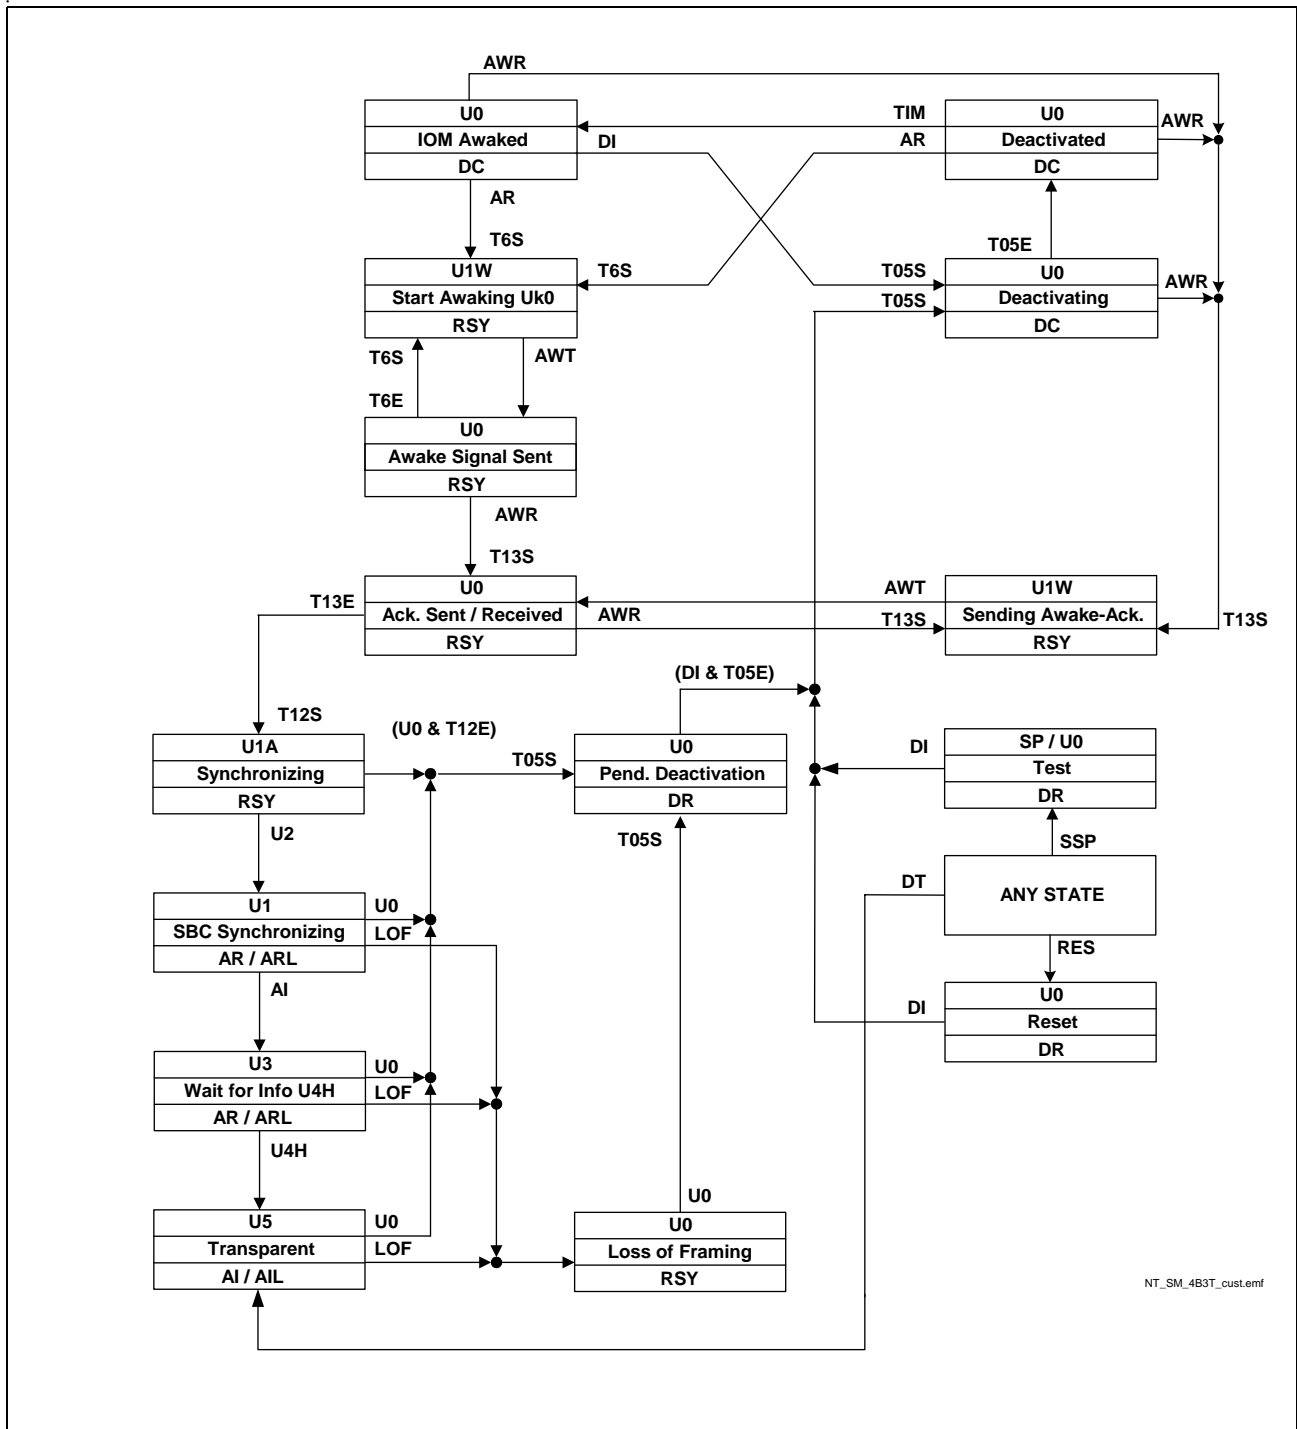 AWR
U0
IOM Awaked
DC
TIM
DI
AR
U0
Deactivated
DC
AWR
AR
T6S
T05E
U1W
Start Awaking Uk0
RSY
T6S
T05S
T05S
U0
Deactivating
DC
AWR
T6S
AWT
T6E
U0
Awake Signal Sent
RSY
AWR
T13S
T13E
U0
Ack. Sent / Received
RSY
AWR
AWT
T13S
U1W
Sending Awake-Ack.
RSY
T13S
(DI & T05E)
T12S
(U0 & T12E)
U1A
Synchronizing
RSY
T05S
U0
Pend. Deactivation
DR
DI
SP / U0
Test
DR
U2
T05S
SSP
U1
SBC Synchronizing
AR / ARL
U0
LOF
DT
ANY STATE
AI
RES
U3
Wait for Info U4H
AR / ARL
U0
LOF
DI
U0
Reset
DR
U4H
U5
Transparent
AI / AIL
U0
LOF
U0
U0
Loss of Framing
RSY
NT_SM_4B3T_cust.emf